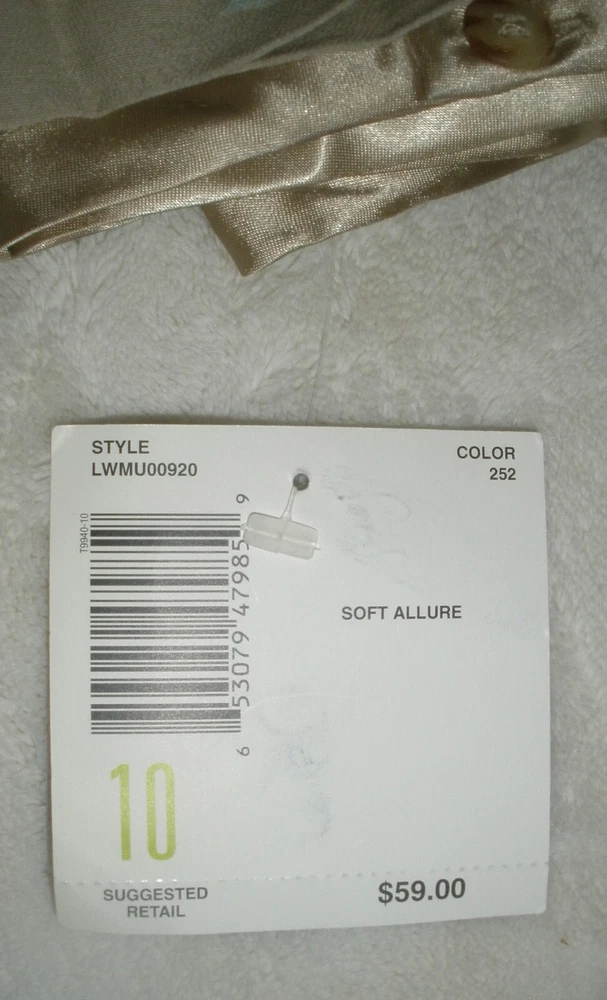 STYLE
LWMU00920
COLOR
252
T9940-10
6 53079 47985 9
SOFT ALLURE
10
SUGGESTED
RETAIL
$59.00